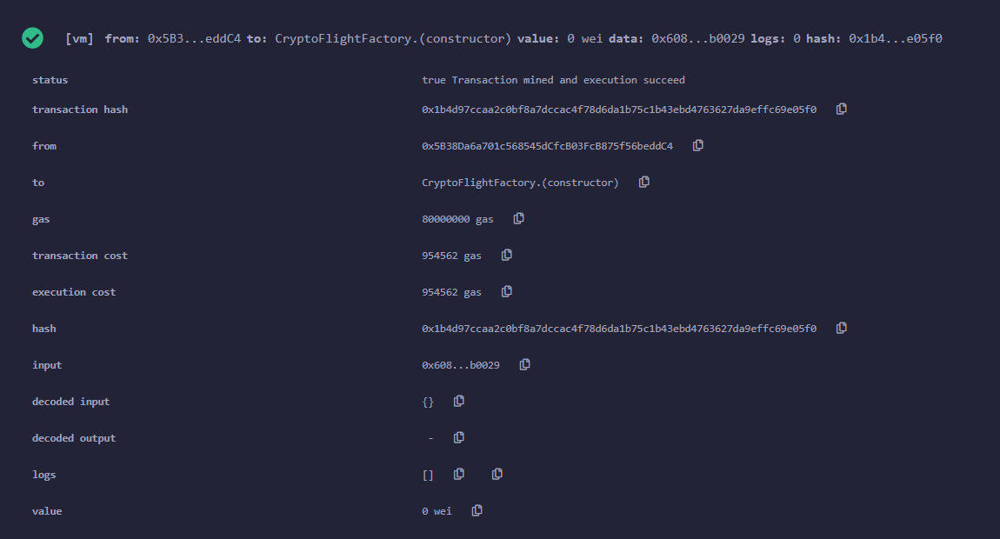 [vm] from: 0x5B3...eddC4 to: CryptoFlightFactory.(constructor) value: 0 wei data: 0x608...b0029 logs: 0 hash: 0x1b4...e05f0
status true Transaction mined and execution succeed
transaction hash 0x1b4d97ccaa2c0bf8a7dccac4f78d6da1b75c1b43ebd4763627da9effc69e05f0
from 0x5B38Da6a701c568545dCfcB03FcB875f56beddC4
to CryptoFlightFactory.(constructor)
gas 80000000 gas
transaction cost 954562 gas
execution cost 954562 gas
hash 0x1b4d97ccaa2c0bf8a7dccac4f78d6da1b75c1b43ebd4763627da9effc69e05f0
input 0x608...b0029
decoded input {}
decoded output -
logs []
value 0 wei